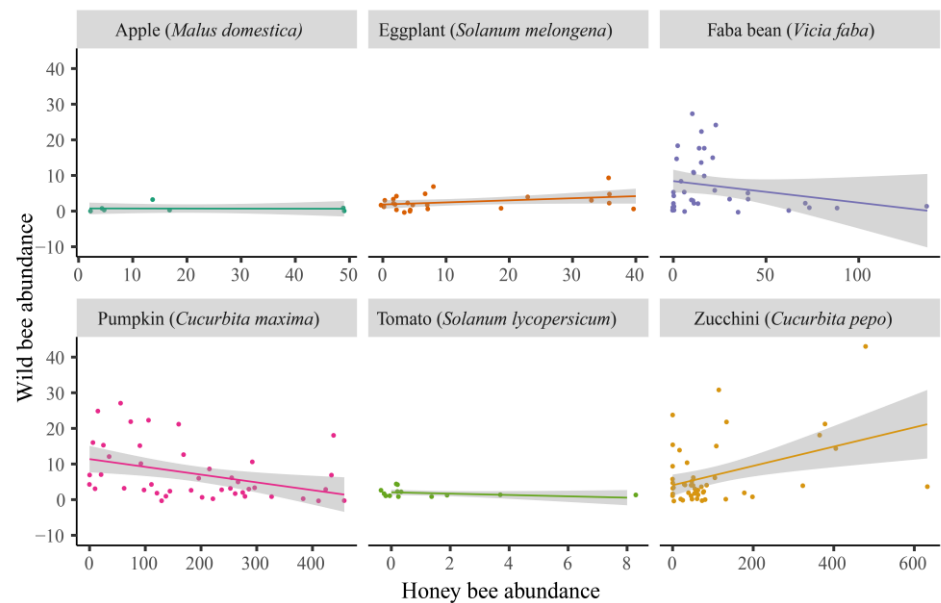 Apple (Malus domestica)
Eggplant (Solanum melongena)
Faba bean (Vicia faba)
40
30
20
10
0
−10
0 10 20 30 40 50
0 10 20 30 40
0 50 100
Wild bee abundance
Pumpkin (Cucurbita maxima)
Tomato (Solanum lycopersicum)
Zucchini (Cucurbita pepo)
40
30
20
10
0
−10
0 100 200 300 400
0 2 4 6 8
0 200 400 600
Honey bee abundance